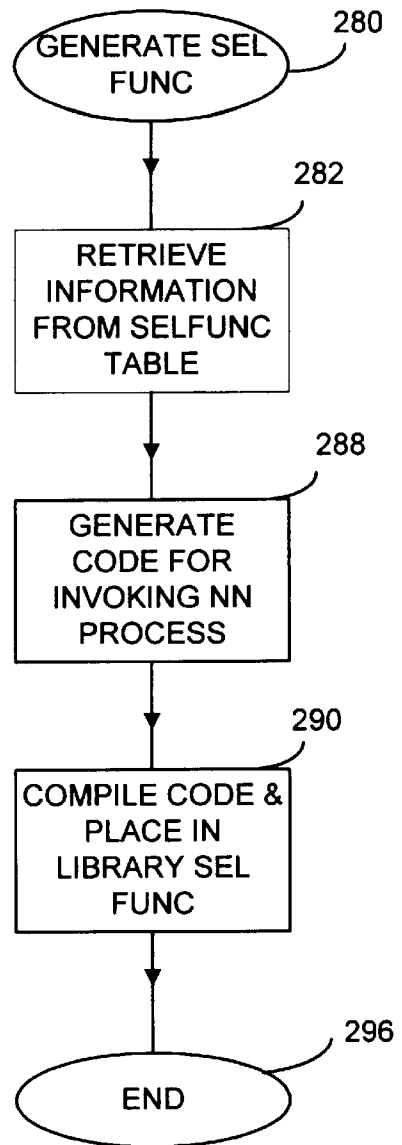 280
GENERATE SEL
FUNC
282
RETRIEVE
INFORMATION
FROM SELFUNC
TABLE
288
GENERATE
CODE FOR
INVOKING NN
PROCESS
290
COMPILE CODE &
PLACE IN
LIBRARY SEL
FUNC
296
END